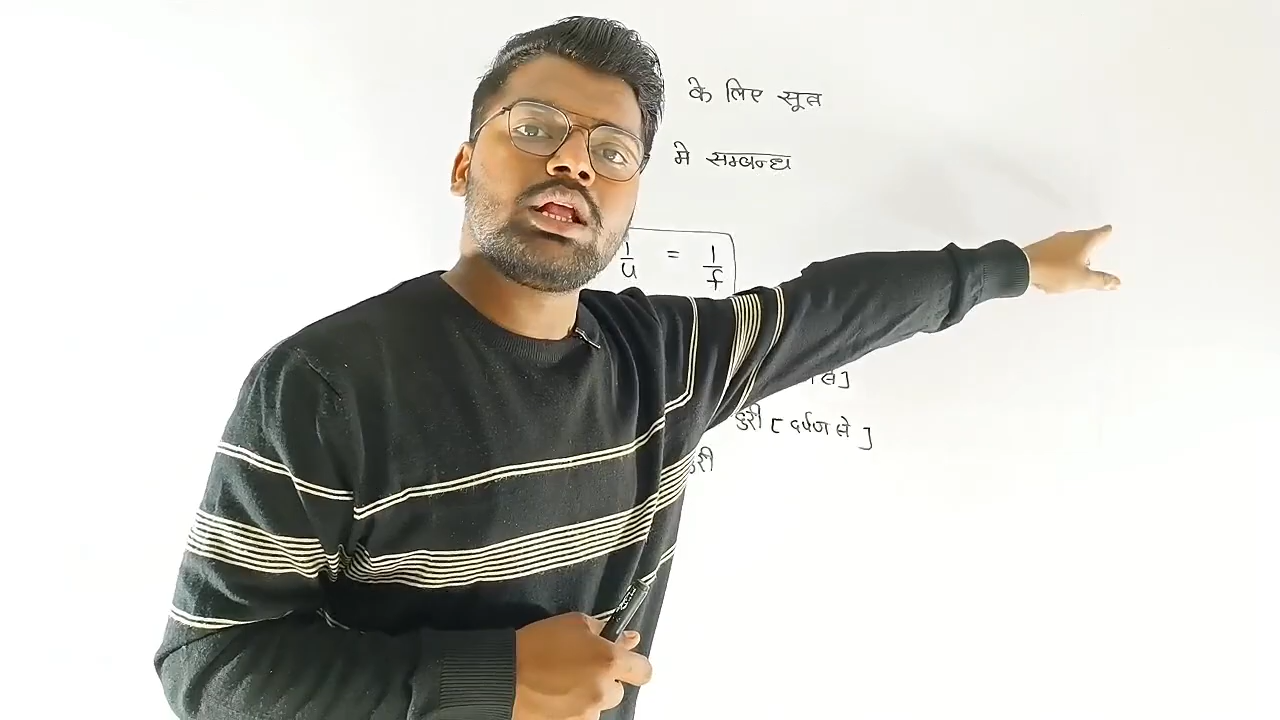 के लिए सूत्र
मे सम्बन्ध
1/u = 1/f
से ]
दुरी [ दर्पण से ]
दुरी